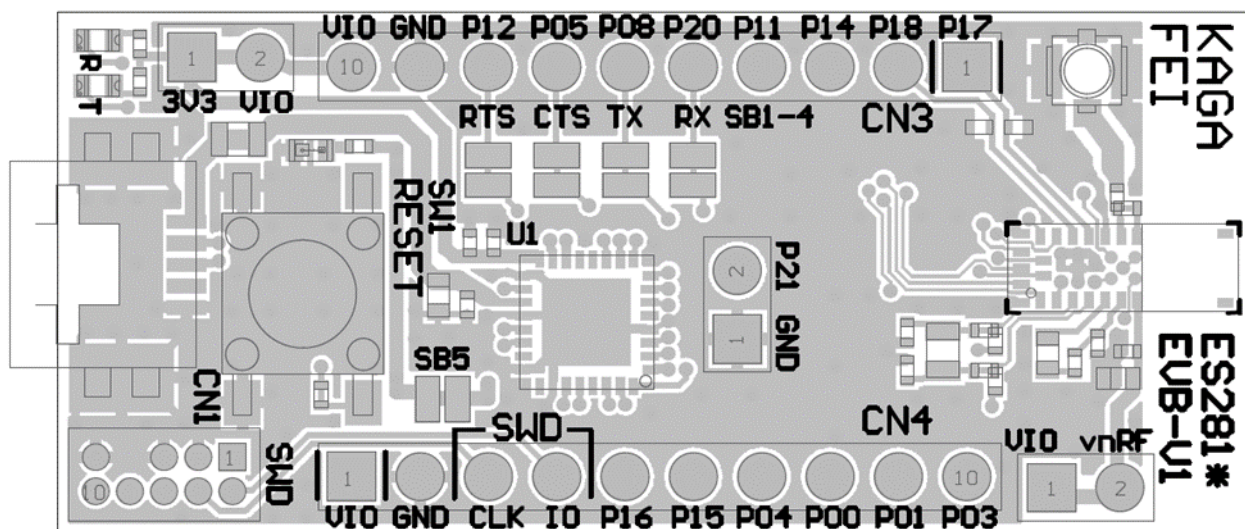 VIO GND P12 P05 P08 P20 P11 P14 P18 P17
KAGA
FEI
1 2
10
1
R
T
3V3 VIO
RTS CTS TX RX SB1-4 CN3
SW1
RESET
U1
2
P21
1
GND
SB5
CN1
ES281*
EVB-V1
SWD
CN4
VIO vnRF
SWD
1
10
1
10
1 2
VIO GND CLK IO P16 P15 P04 P00 P01 P03